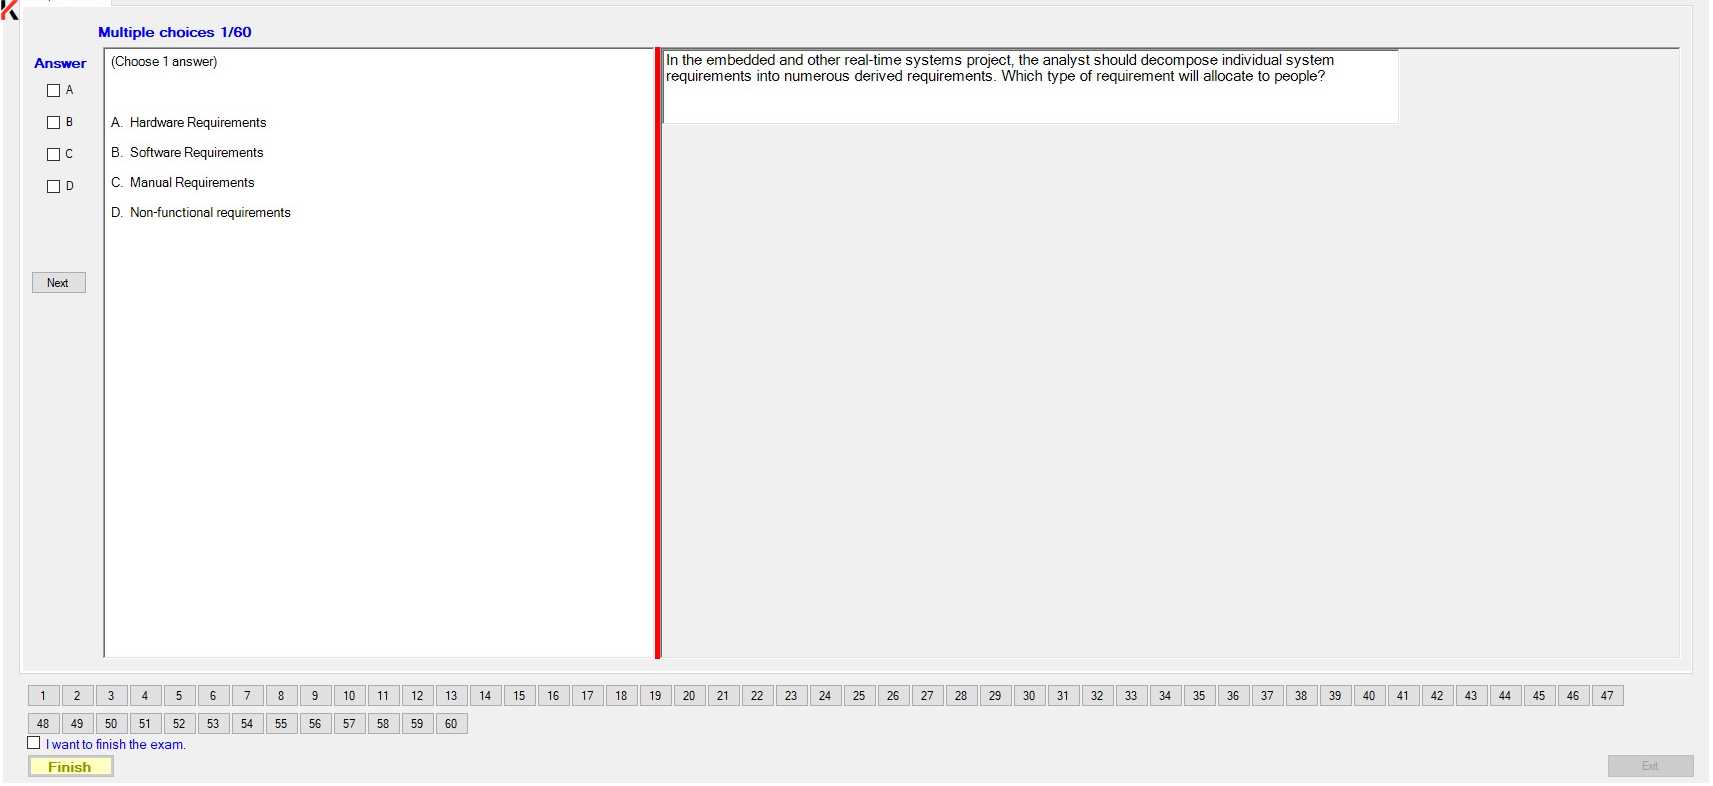 Multiple choices 1/60
Answer
A
B
C
D
Next
(Choose 1 answer)
A. Hardware Requirements
B. Software Requirements
C. Manual Requirements
D. Non-functional requirements
In the embedded and other real-time systems project, the analyst should decompose individual system
requirements into numerous derived requirements. Which type of requirement will allocate to people?
1 2 3 4 5 6 7 8 9 10 11 12 13 14 15 16 17 18 19 20 21 22 23 24 25 26 27 28 29 30 31 32 33 34 35 36 37 38 39 40 41 42 43 44 45 46 47
48 49 50 51 52 53 54 55 56 57 58 59 60
I want to finish the exam.
Finish
Exit